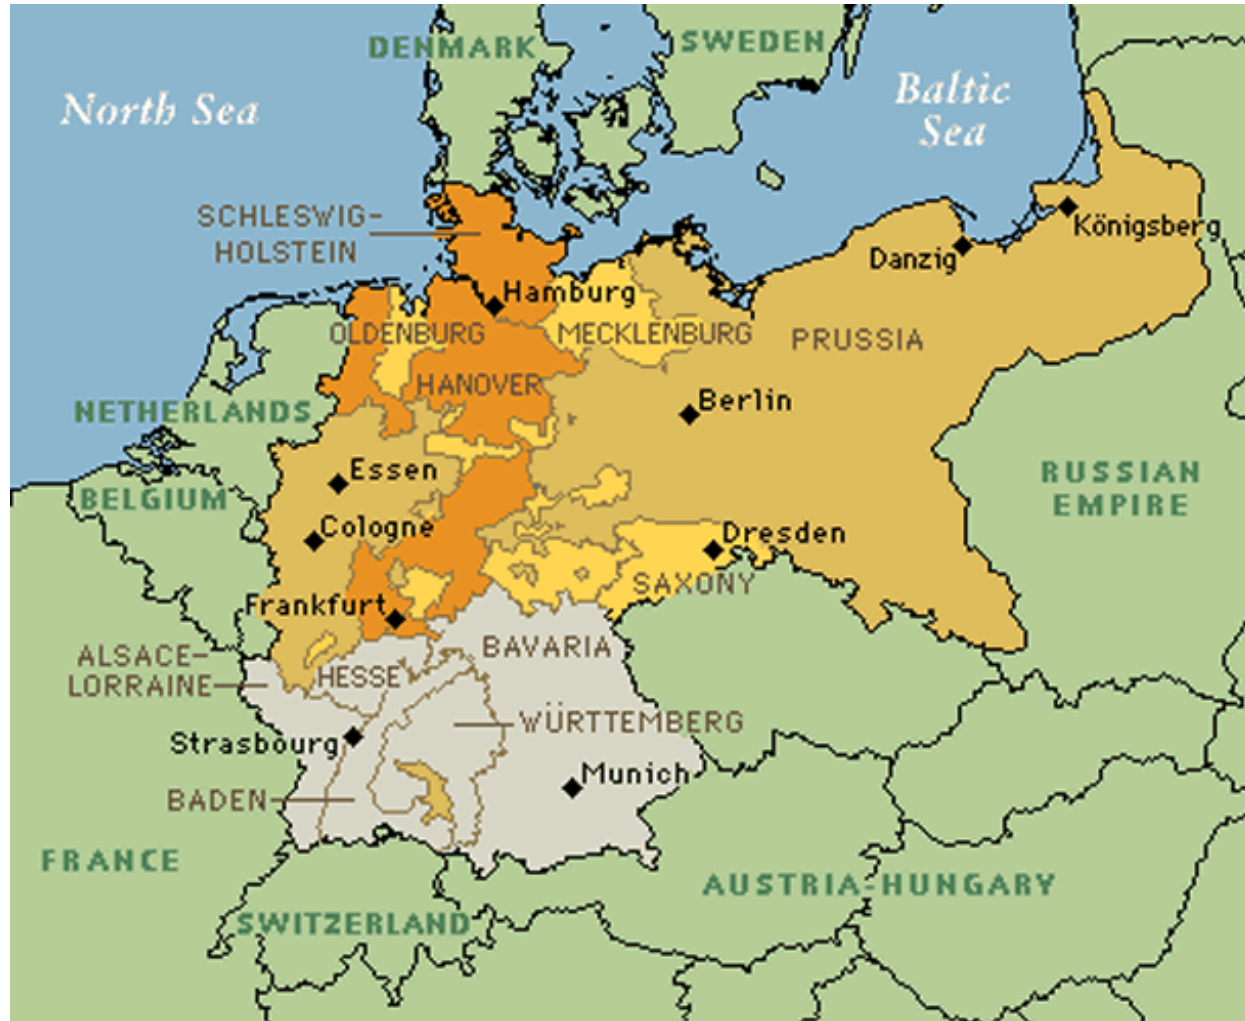 DENMARK
SWEDEN
North Sea
Baltic
Sea
SCHLESWIG-
HOLSTEIN
Königsberg
Danzig
Hamburg
OLDENBURG
MECKLENBURG
PRUSSIA
HANOVER
Berlin
NETHERLANDS
Essen
RUSSIAN
EMPIRE
BELGIUM
Cologne
Dresden
SAXONY
Frankfurt
BAVARIA
ALSACE-
LORRAINE
HESSE
WÜRTTEMBERG
Strasbourg
Munich
BADEN
FRANCE
AUSTRIA-HUNGARY
SWITZERLAND